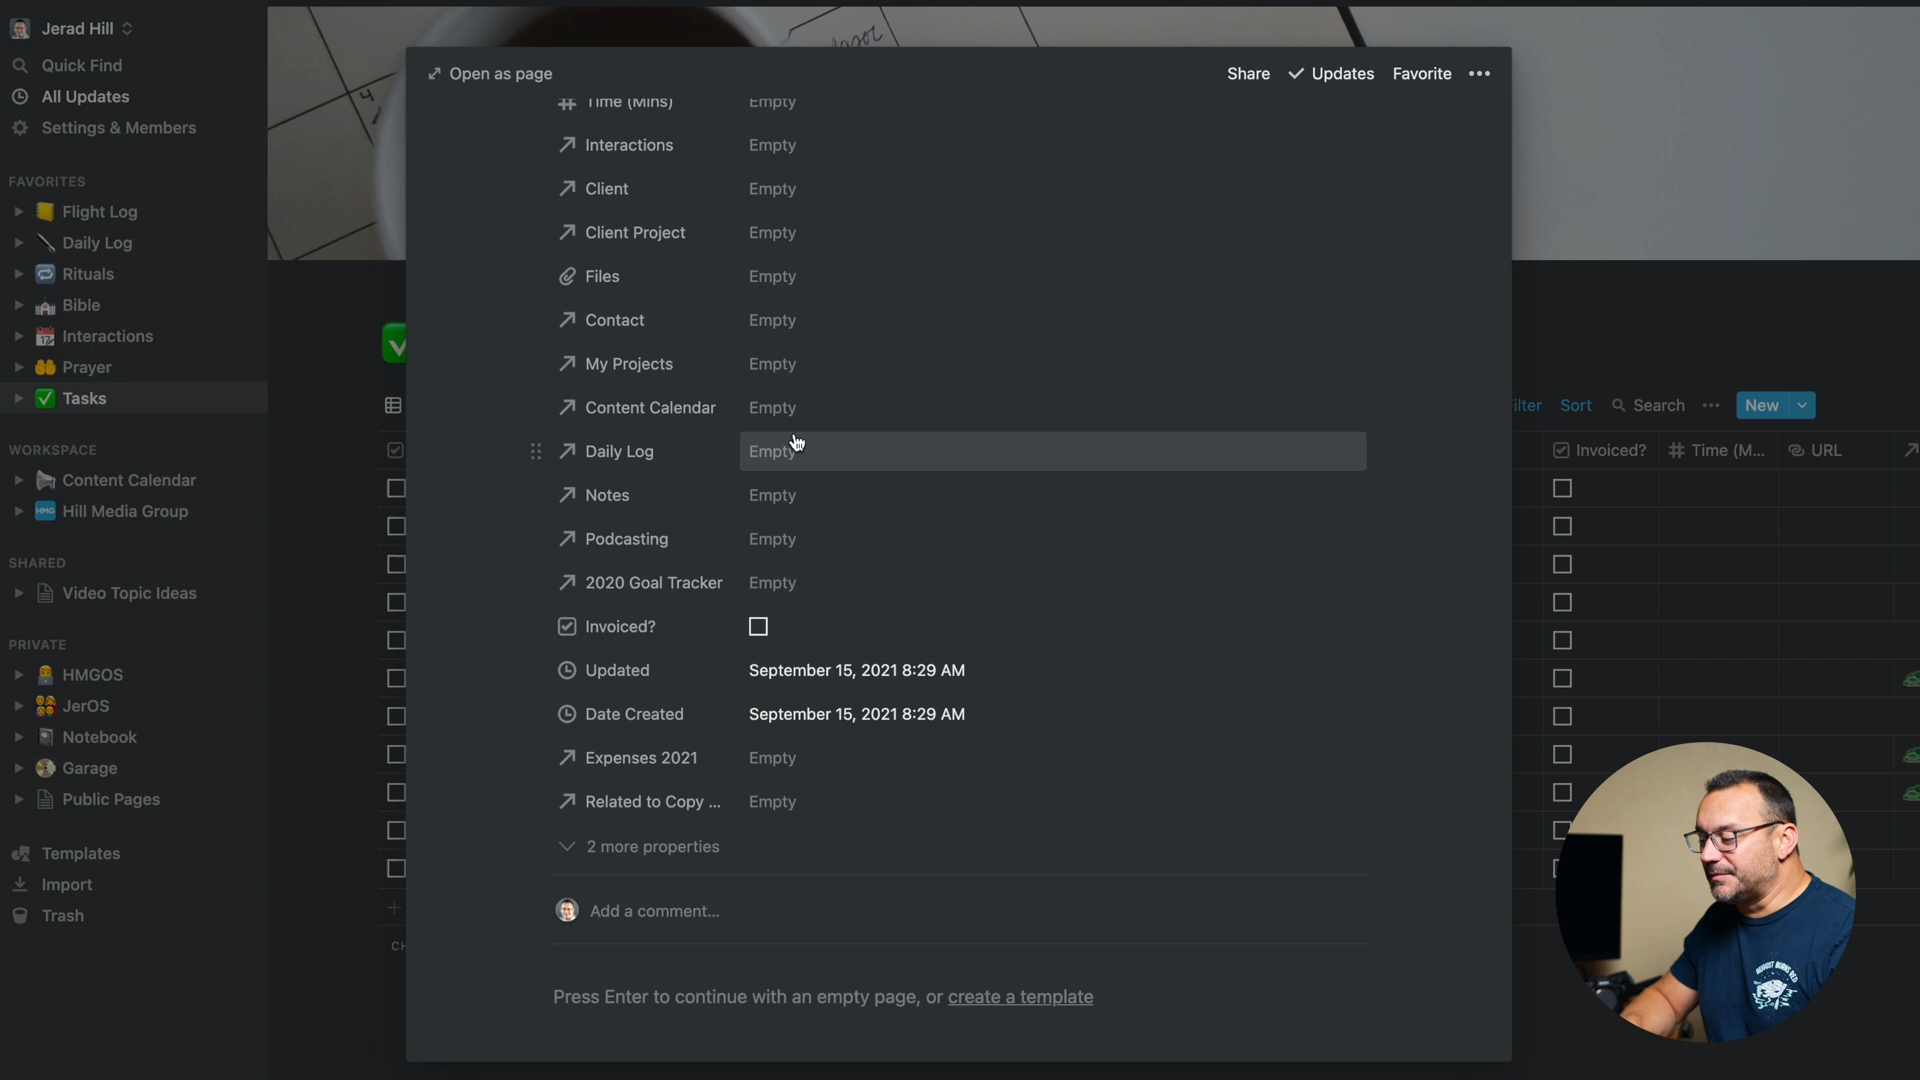 Jerad Hill
Quick Find
All Updates
Settings & Members
FAVORITES
Flight Log
Daily Log
Rituals
Bible
Interactions
Prayer
Tasks
WORKSPACE
Content Calendar
HMG Hill Media Group
SHARED
Video Topic Ideas
PRIVATE
HMGOS
JerOS
Notebook
Garage
Public Pages
Templates
Import
Trash
Open as page
Share Updates Favorite
Time (Mins) Empty
Interactions Empty
Client Empty
Client Project Empty
Files Empty
Contact Empty
My Projects Empty
Content Calendar Empty
Daily Log Empty
Notes Empty
Podcasting Empty
2020 Goal Tracker Empty
Invoiced?
Updated September 15, 2021 8:29 AM
Date Created September 15, 2021 8:29 AM
Expenses 2021 Empty
Related to Copy ... Empty
2 more properties
Add a comment...
Press Enter to continue with an empty page, or create a template
Sort Search New
Invoiced? Time (M... URL
AUGUST BURNS RED